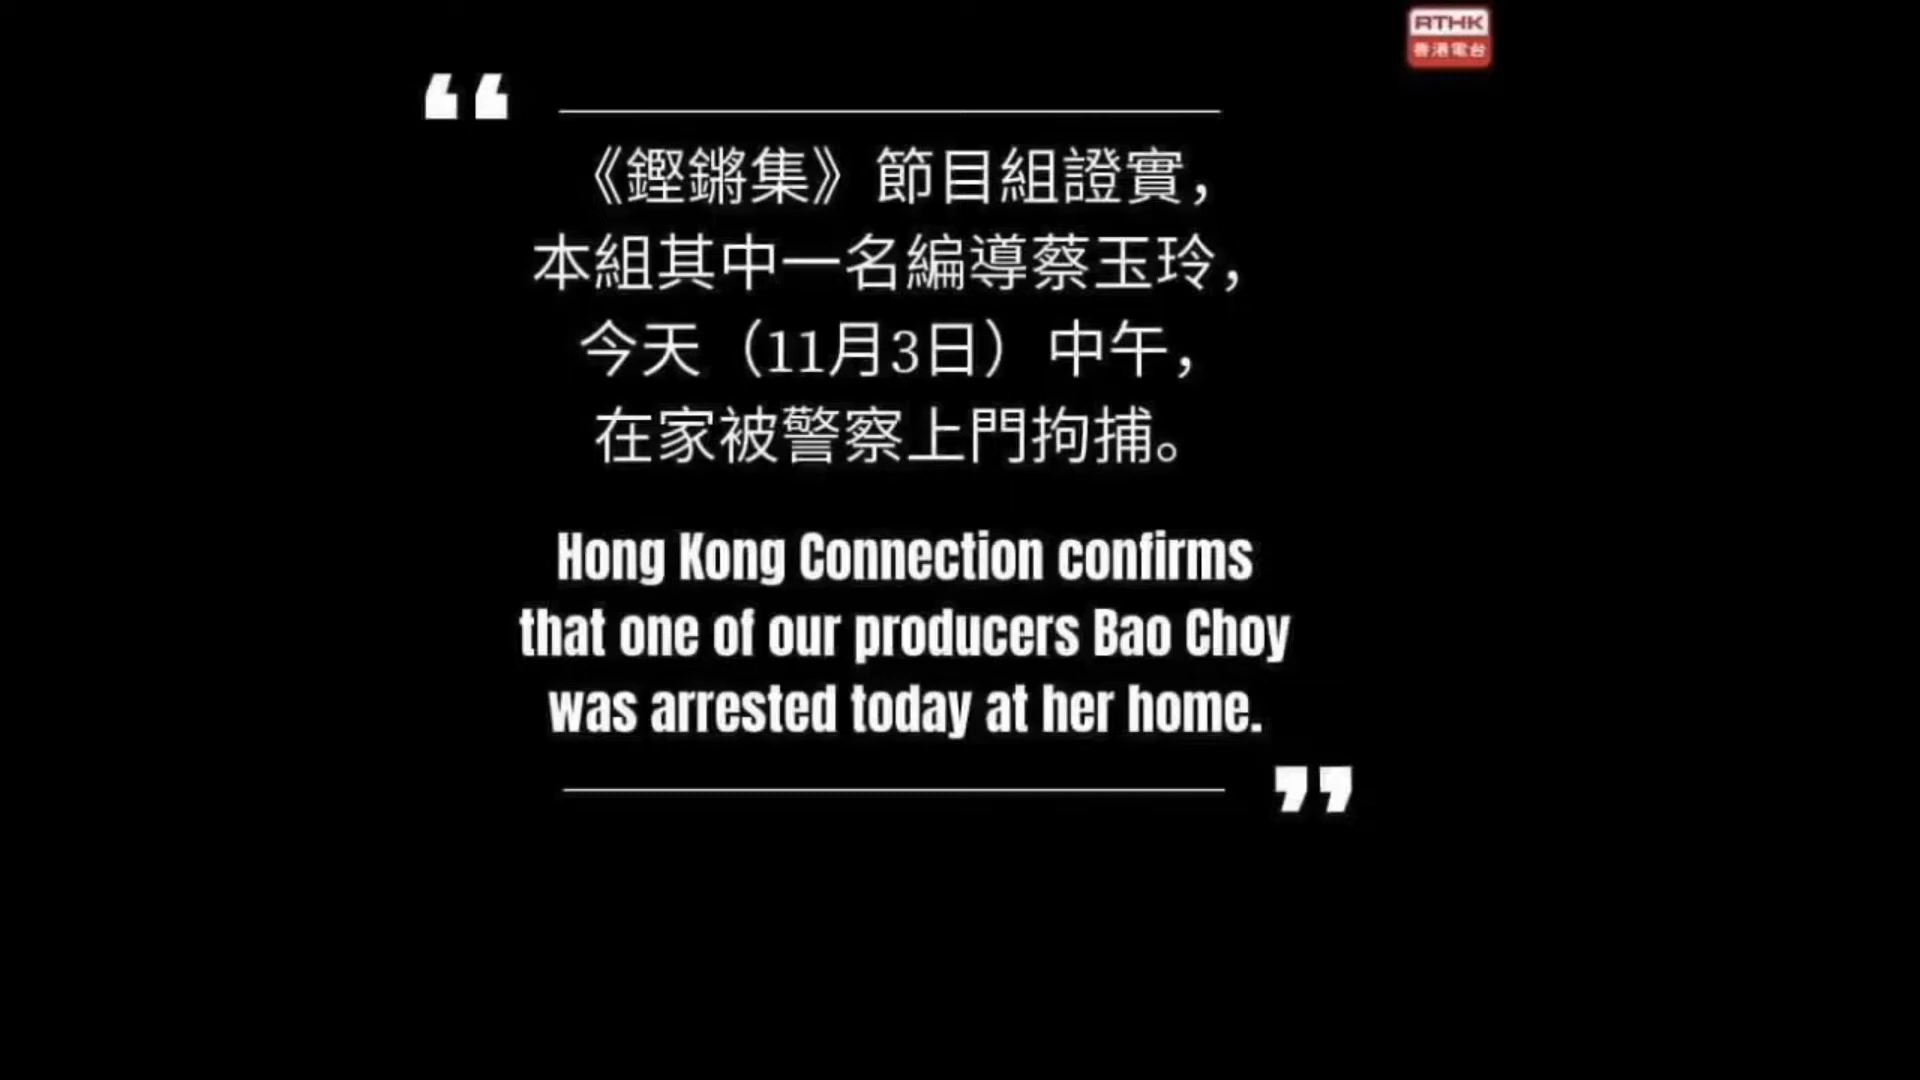 RTHK
香港電台
“
《鏗鏘集》節目組證實，
本組其中一名編導蔡玉玲，
今天（11月3日）中午，
在家被警察上門拘捕。
Hong Kong Connection confirms
that one of our producers Bao Choy
was arrested today at her home.
”